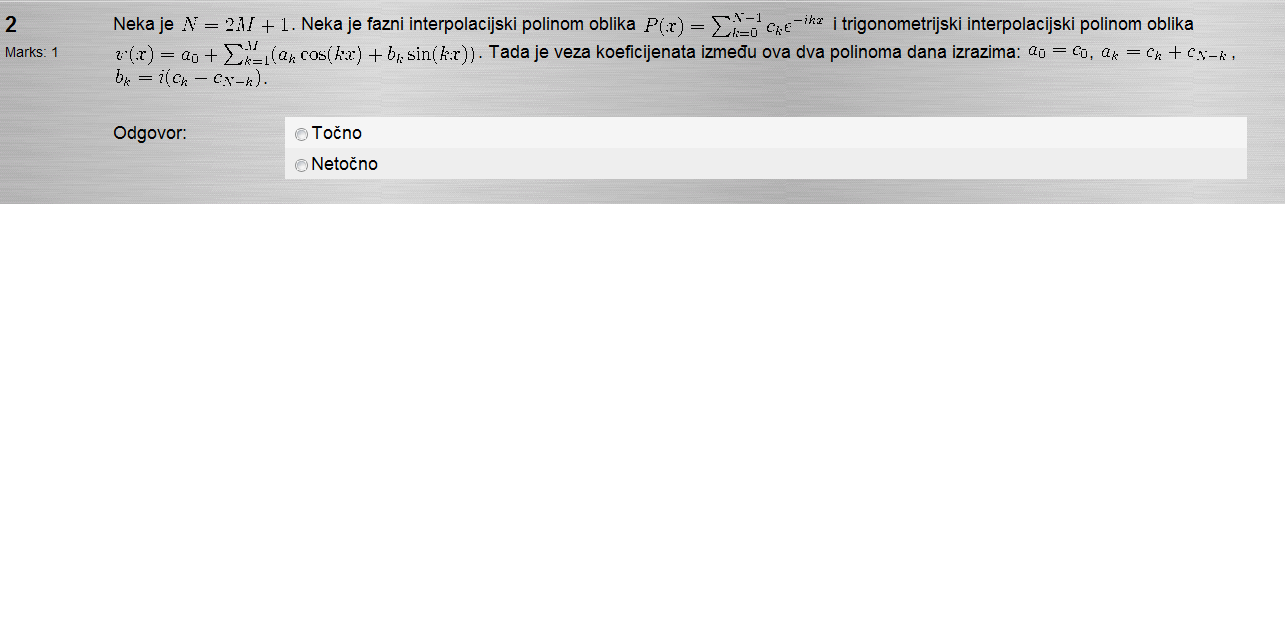 2 Neka je N = 2M + 1. Neka je fazni interpolacijski polinom oblika P(x) = ∑_{k=0}^{N−1} c_k e^{−ikx} i trigonometrijski interpolacijski polinom oblika
Marks: 1 v(x) = a_0 + ∑_{k=1}^{M}(a_k cos(kx) + b_k sin(kx)). Tada je veza koeficijenata između ova dva polinoma dana izrazima: a_0 = c_0, a_k = c_k + c_{N−k},
b_k = i(c_k − c_{N−k}).
Odgovor: Točno
Netočno